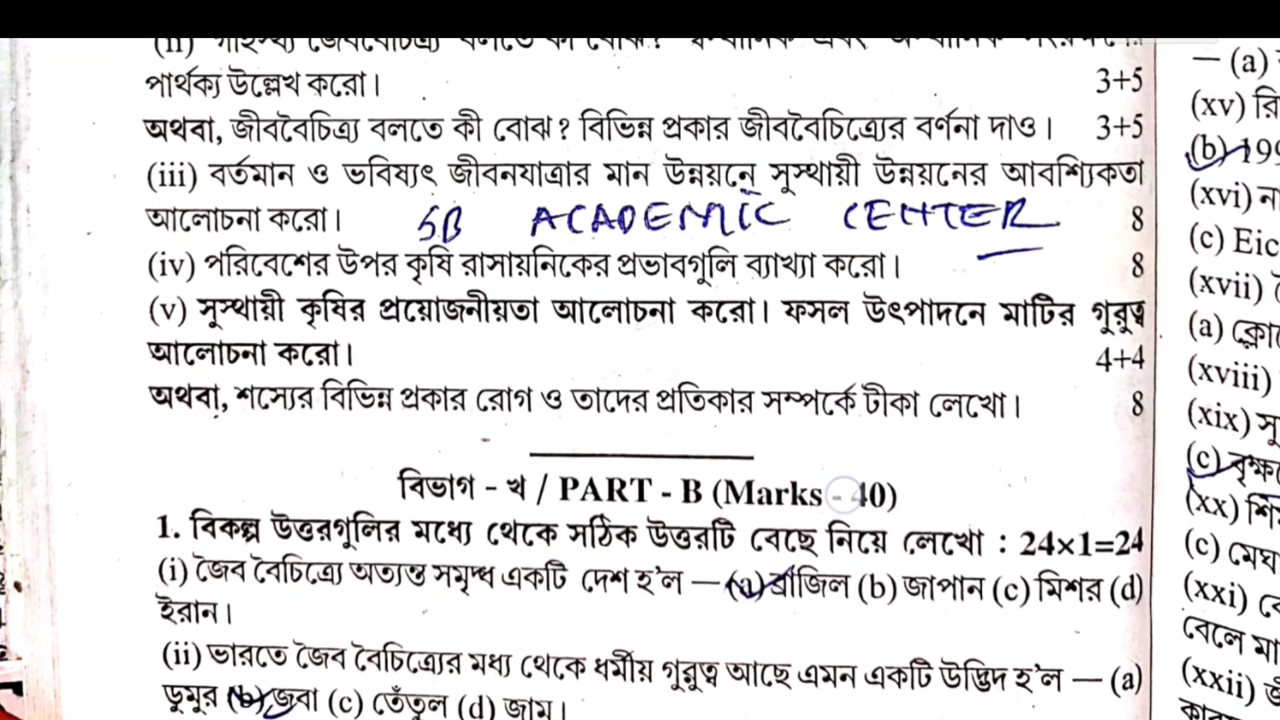 পার্থক্য উল্লেখ করো। 3+5
অথবা, জীববৈচিত্র্য বলতে কী বোঝ? বিভিন্ন প্রকার জীববৈচিত্র্যের বর্ণনা দাও। 3+5
(iii) বর্তমান ও ভবিষ্যৎ জীবনযাত্রার মান উন্নয়নে সুস্থায়ী উন্নয়নের আবশ্যিকতা
আলোচনা করো। 8
SB ACADEMIC CENTER
(iv) পরিবেশের উপর কৃষি রাসায়নিকের প্রভাবগুলি ব্যাখ্যা করো। 8
(v) সুস্থায়ী কৃষির প্রয়োজনীয়তা আলোচনা করো। ফসল উৎপাদনে মাটির গুরুত্ব
আলোচনা করো। 4+4
অথবা, শস্যের বিভিন্ন প্রকার রোগ ও তাদের প্রতিকার সম্পর্কে টীকা লেখো। 8
বিভাগ - খ / PART - B (Marks - 40)
1. বিকল্প উত্তরগুলির মধ্যে থেকে সঠিক উত্তরটি বেছে নিয়ে লেখো : 24×1=24
(i) জৈব বৈচিত্র্যে অত্যন্ত সমৃদ্ধ একটি দেশ হ'ল — (a) ব্রাজিল (b) জাপান (c) মিশর (d)
ইরান।
(ii) ভারতে জৈব বৈচিত্র্যের মধ্য থেকে ধর্মীয় গুরুত্ব আছে এমন একটি উদ্ভিদ হ'ল — (a)
ডুমুর (b) জবা (c) তেঁতুল (d) জাম।
— (a)
(xv)
(b) 199
(xvi)
(c) Eic
(xvii)
(a)
(xviii)
(xix)
(c)
(xx)
(c)
(xxi)
বেলে
(xxii)